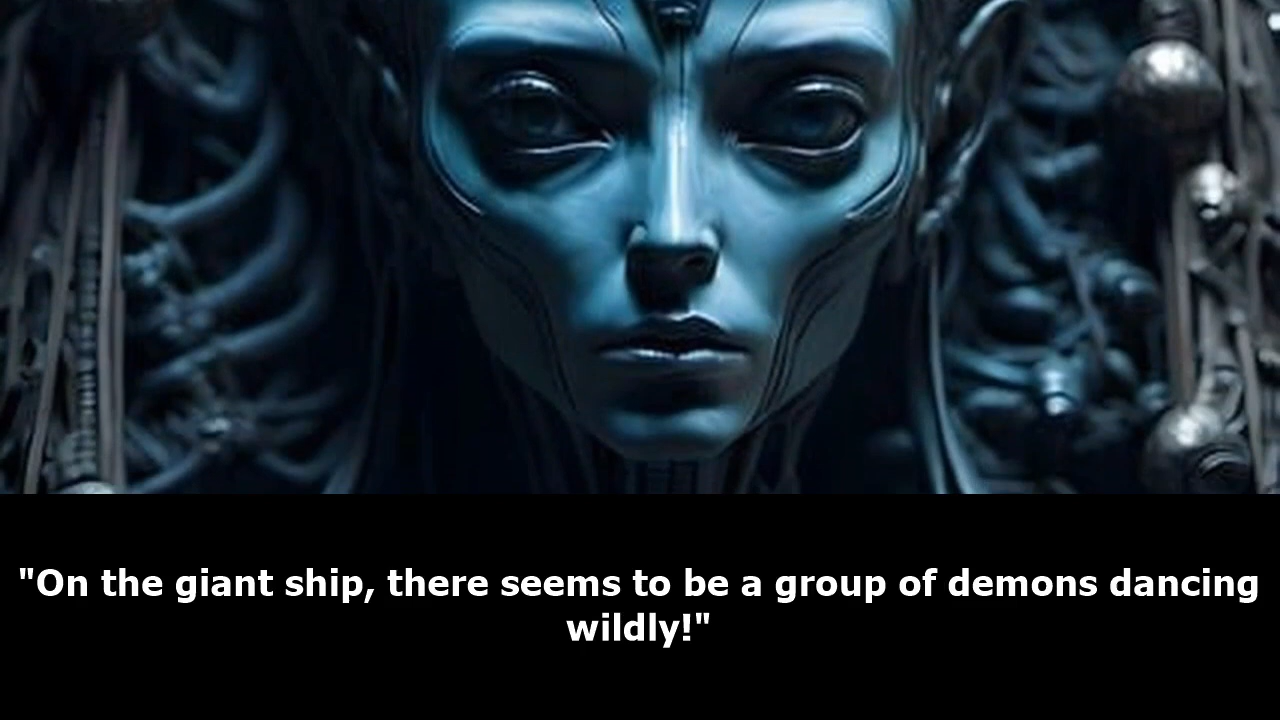 "On the giant ship, there seems to be a group of demons dancing
wildly!"